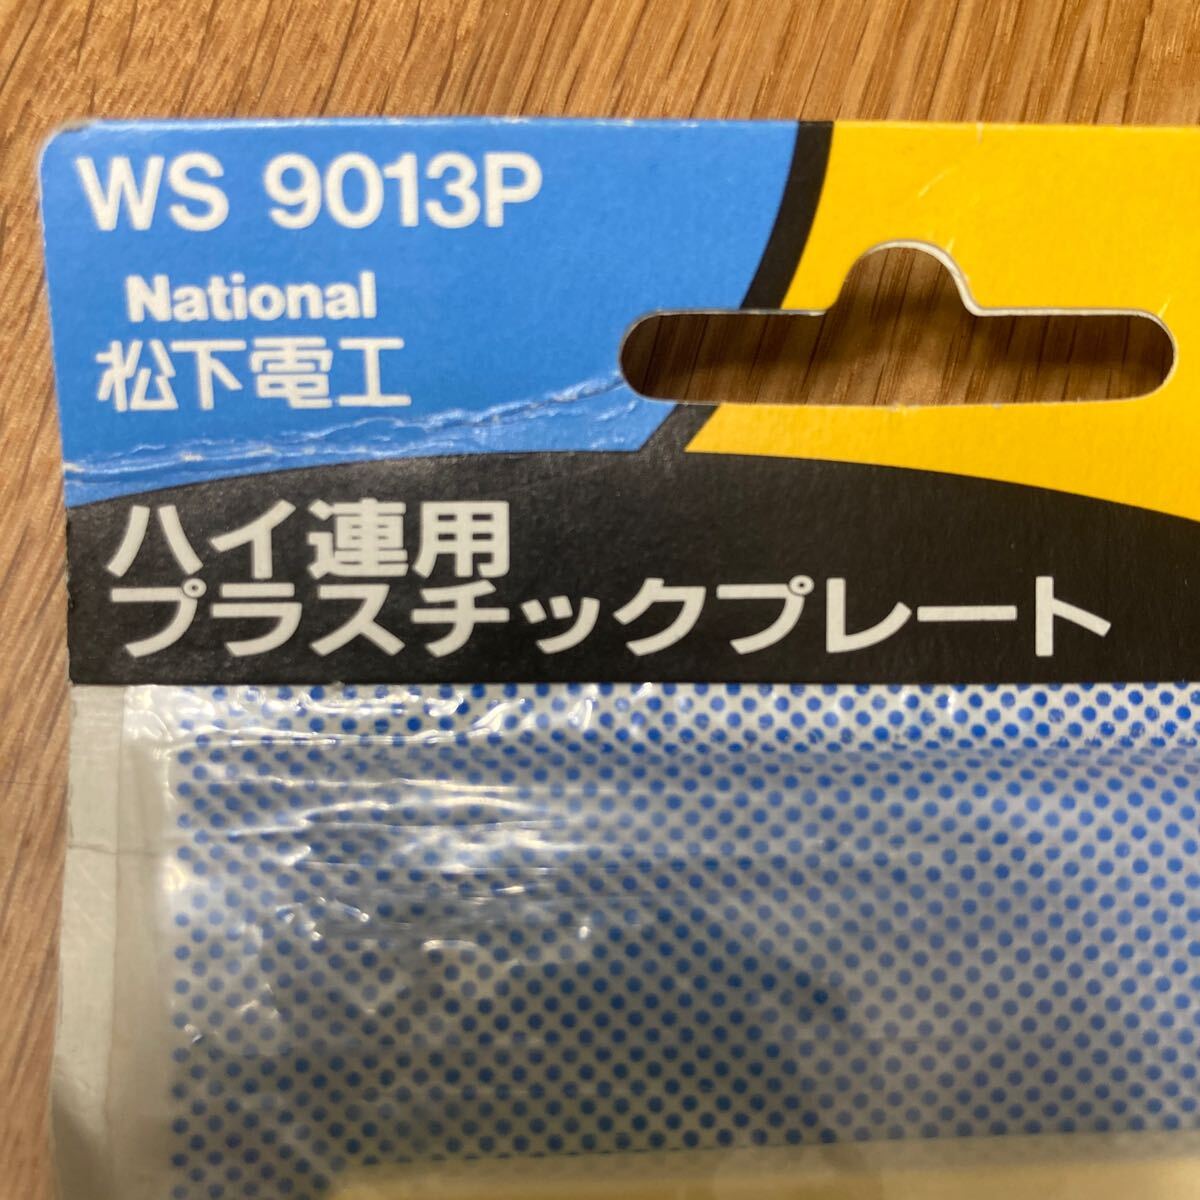 WS 9013P
National
松下電工
ハイ連用
プラスチックプレート